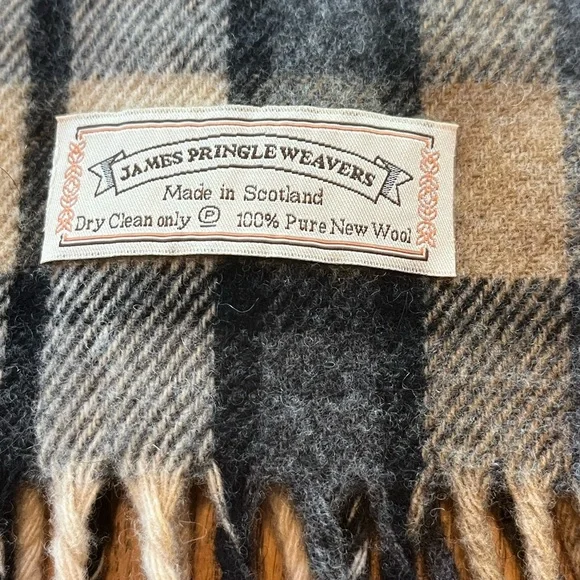 JAMES PRINGLE WEAVERS
Made in Scotland
Dry Clean only Ⓟ 100% Pure New Wool